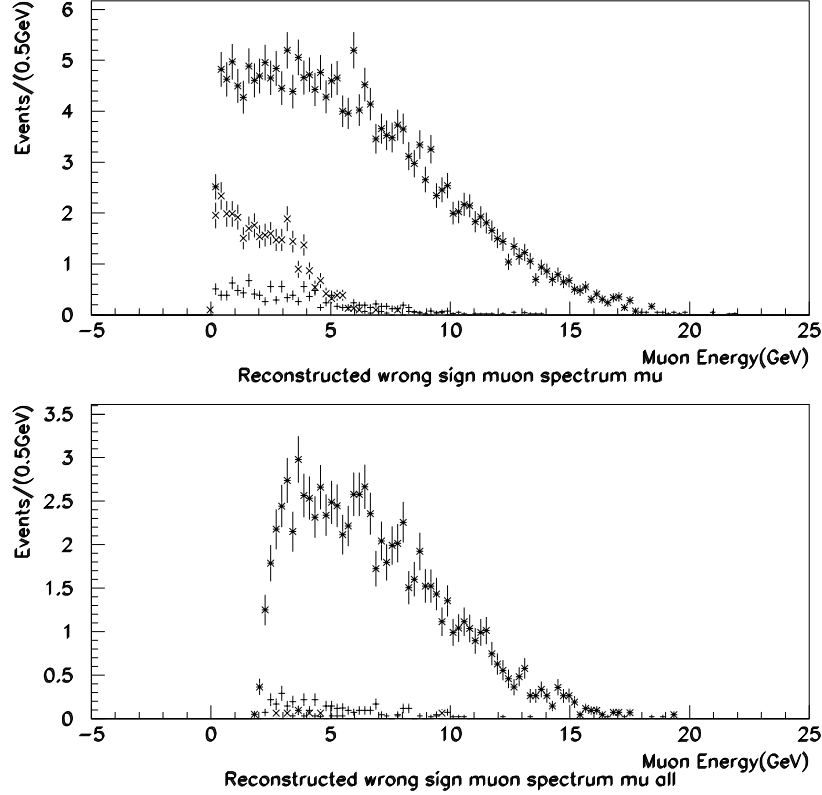 6
5
4
3
2
1
0
Events/(0.5GeV)
-5 0 5 10 15 20 25
Muon Energy(GeV)
Reconstructed wrong sign muon spectrum mu
3.5
3
2.5
2
1.5
1
0.5
0
Events/(0.5GeV)
-5 0 5 10 15 20 25
Muon Energy(GeV)
Reconstructed wrong sign muon spectrum mu all